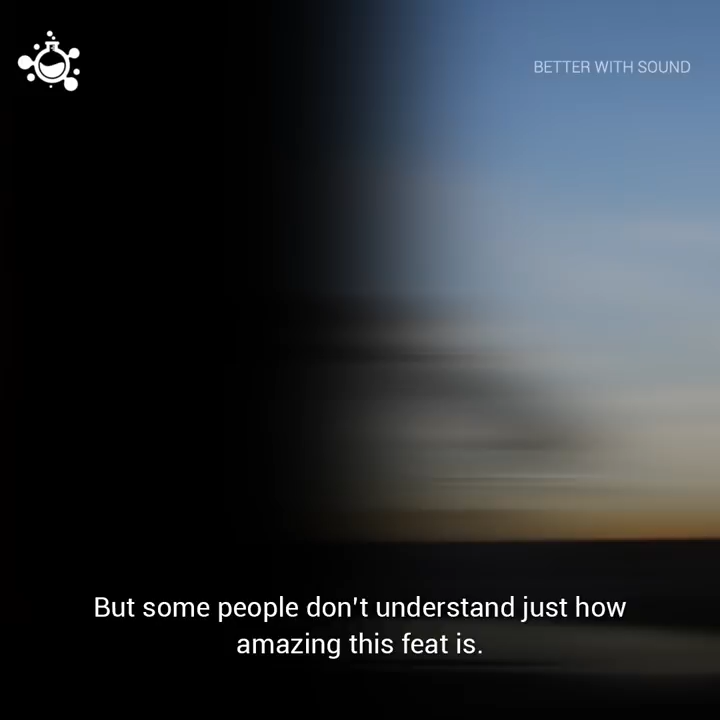 BETTER WITH SOUND
But some people don't understand just how
amazing this feat is.